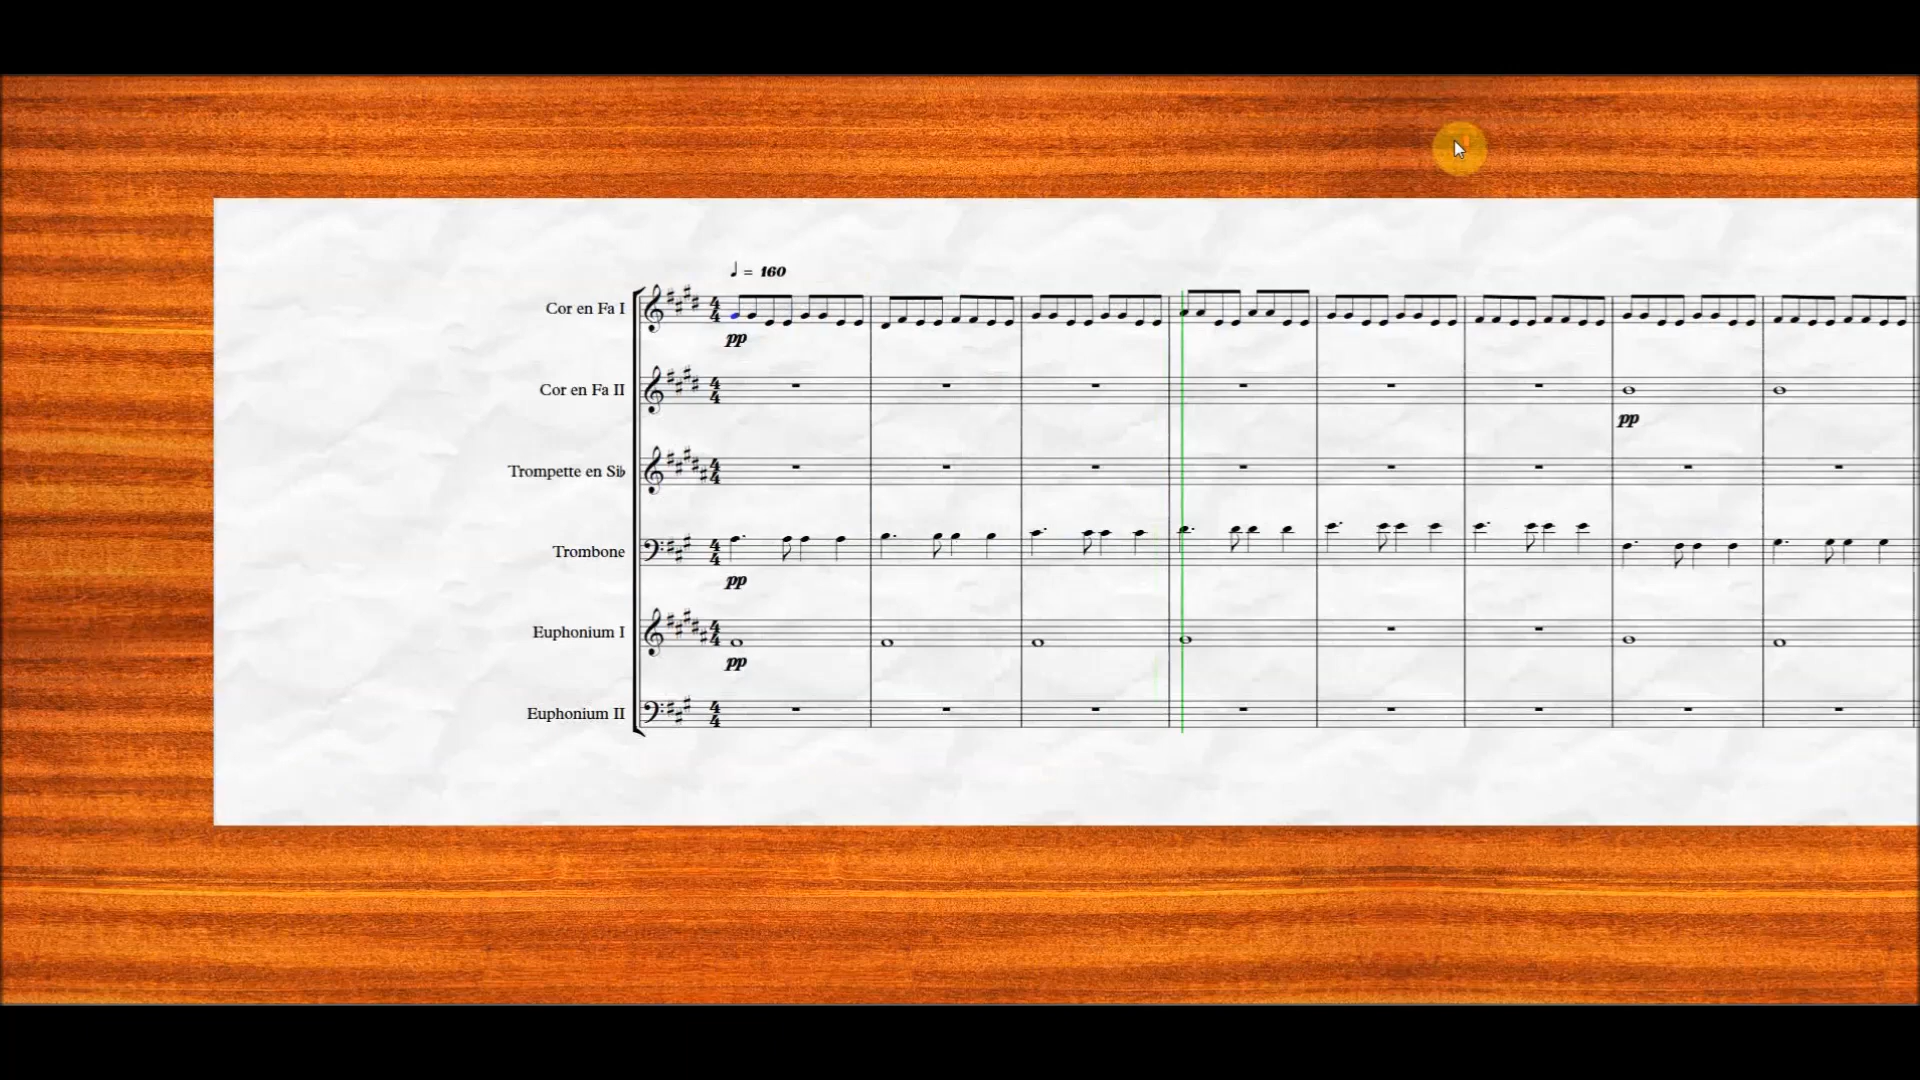 ♩ = 160
Cor en Fa I
pp
Cor en Fa II
pp
Trompette en Si♭
Trombone
pp
Euphonium I
pp
Euphonium II